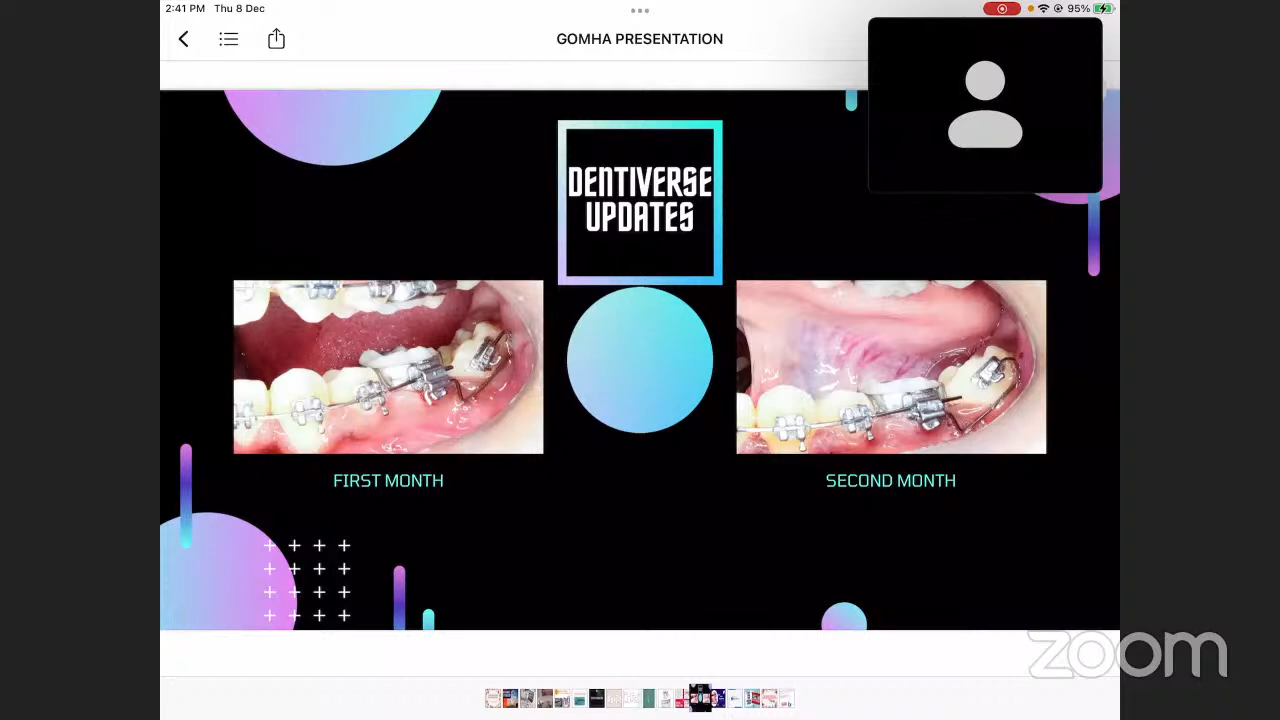 2:41 PM Thu 8 Dec
95%
GOMHA PRESENTATION
DENTIVERSE
UPDATES
FIRST MONTH
SECOND MONTH
zoom